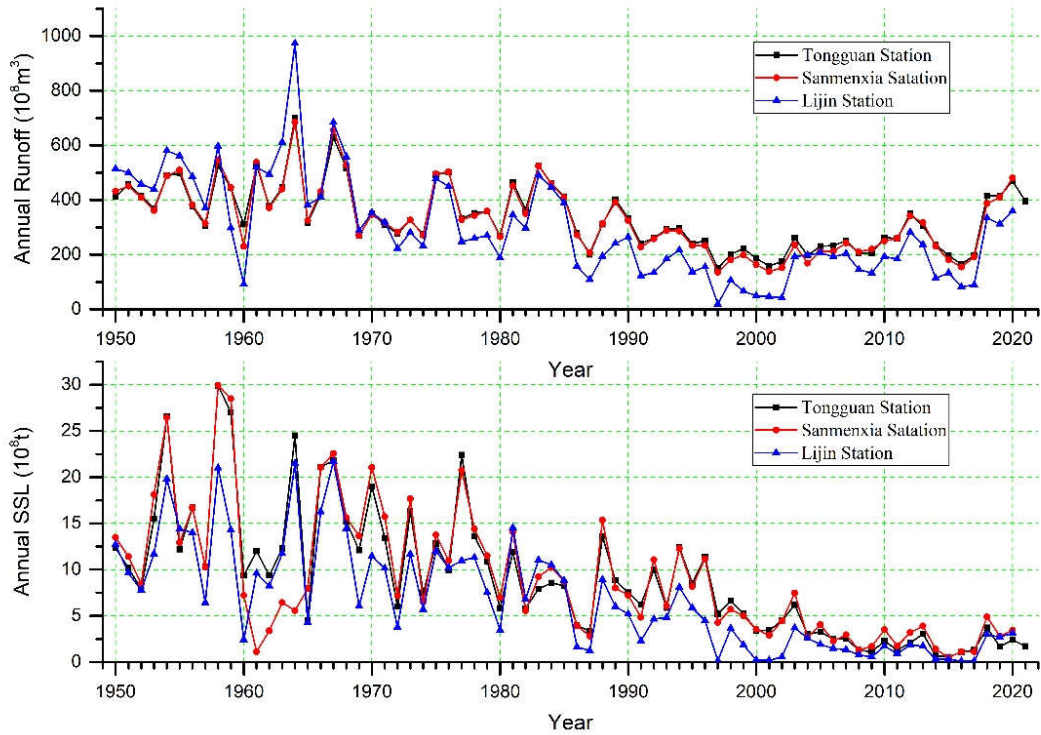 Annual Runoff (10⁸m³)
1000
800
600
400
200
0
Tongguan Station
Sanmenxia Satation
Lijin Station
1950 1960 1970 1980 1990 2000 2010 2020
Year
Annual SSL (10⁸t)
30
25
20
15
10
5
0
Tongguan Station
Sanmenxia Satation
Lijin Station
1950 1960 1970 1980 1990 2000 2010 2020
Year